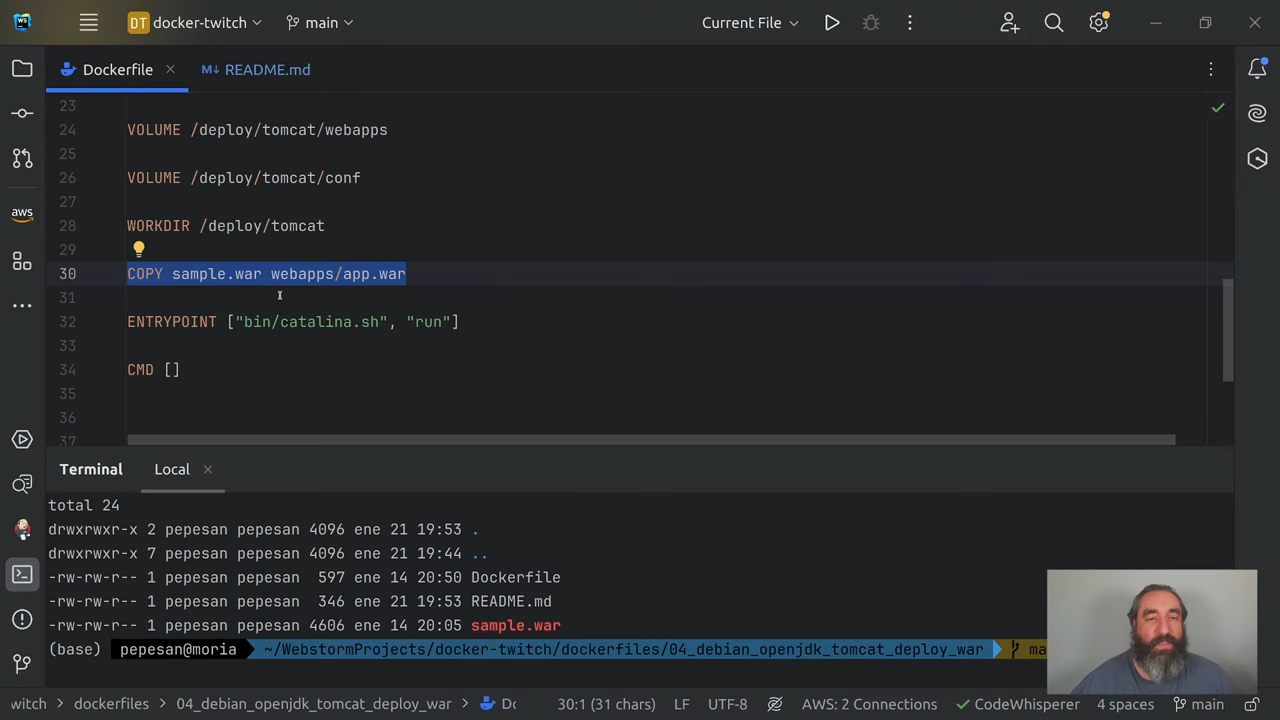 WS
DT docker-twitch
main
Current File
Dockerfile
M↓ README.md
23
24 VOLUME /deploy/tomcat/webapps
25
26 VOLUME /deploy/tomcat/conf
27
28 WORKDIR /deploy/tomcat
29
30 COPY sample.war webapps/app.war
31
32 ENTRYPOINT ["bin/catalina.sh", "run"]
33
34 CMD []
35
36
37
aws
Terminal Local
total 24
drwxrwxr-x 2 pepesan pepesan 4096 ene 21 19:53 .
drwxrwxr-x 7 pepesan pepesan 4096 ene 21 19:44 ..
-rw-rw-r-- 1 pepesan pepesan  597 ene 14 20:50 Dockerfile
-rw-rw-r-- 1 pepesan pepesan  346 ene 21 19:53 README.md
-rw-rw-r-- 1 pepesan pepesan 4606 ene 14 20:05 sample.war
(base) pepesan@moria ~/WebstormProjects/docker-twitch/dockerfiles/04_debian_openjdk_tomcat_deploy_war ma
witch dockerfiles 04_debian_openjdk_tomcat_deploy_war Do 30:1 (31 chars) LF UTF-8 AWS: 2 Connections CodeWhisperer 4 spaces main